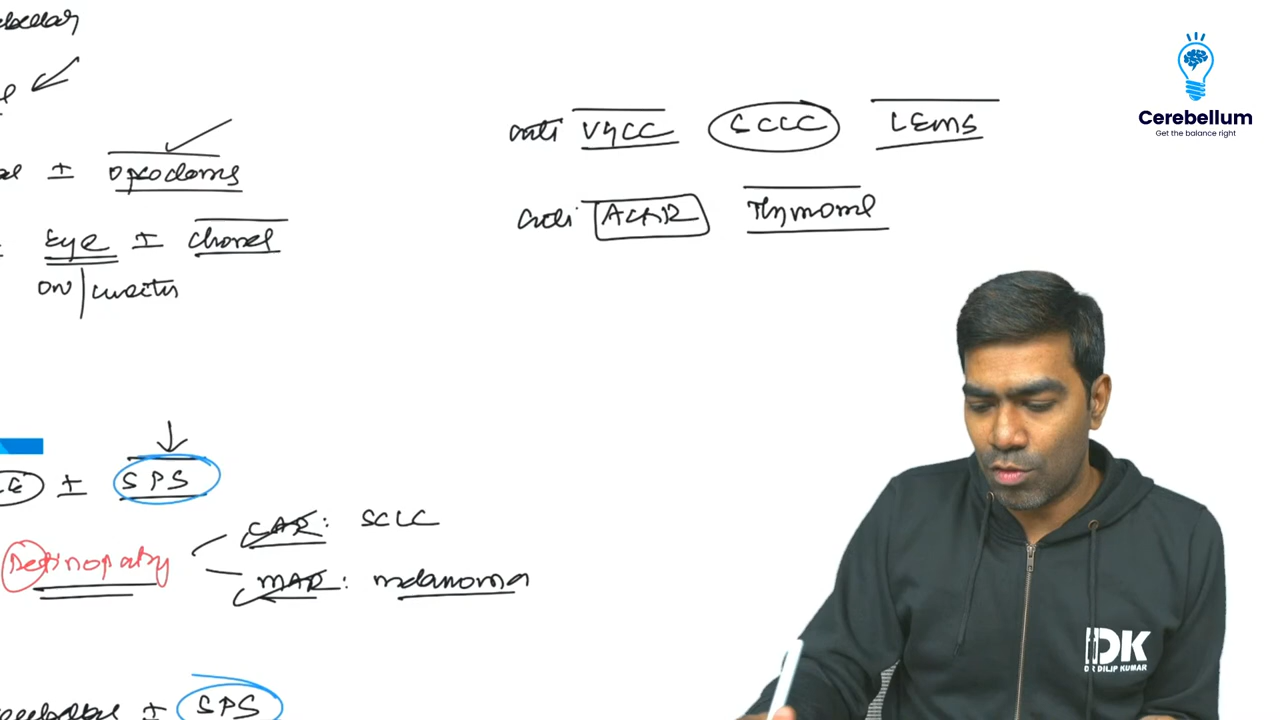 Cerebellum
Get the balance right
anti VGCC SCLC LEMS
± opsoclonus
anti AChR Thymoma
Eye ± chorea
ON
± SPS
CAR: SCLC
Retinopathy
MAR: melanoma
± SPS
DK
DR DILIP KUMAR